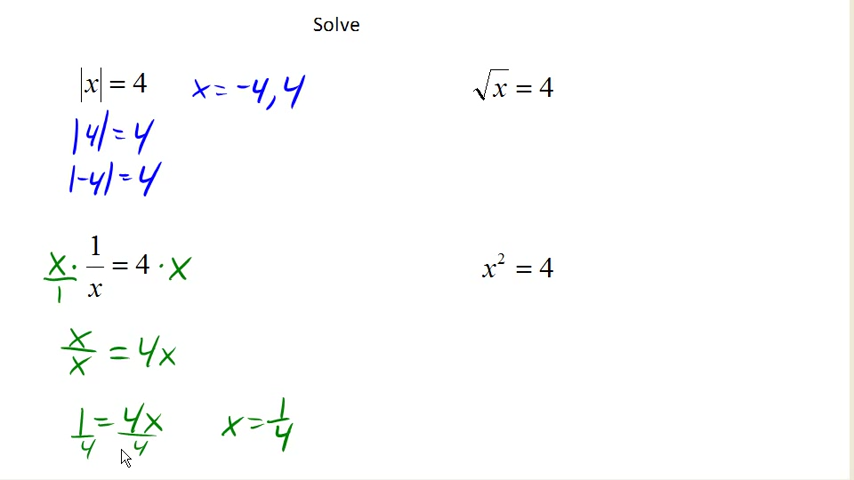 Solve
|x| = 4   x = -4, 4
|4| = 4
|-4| = 4
x/1 · 1/x = 4 · x
x/x = 4x
1/4 = 4x/4   x = 1/4
√x = 4
x² = 4